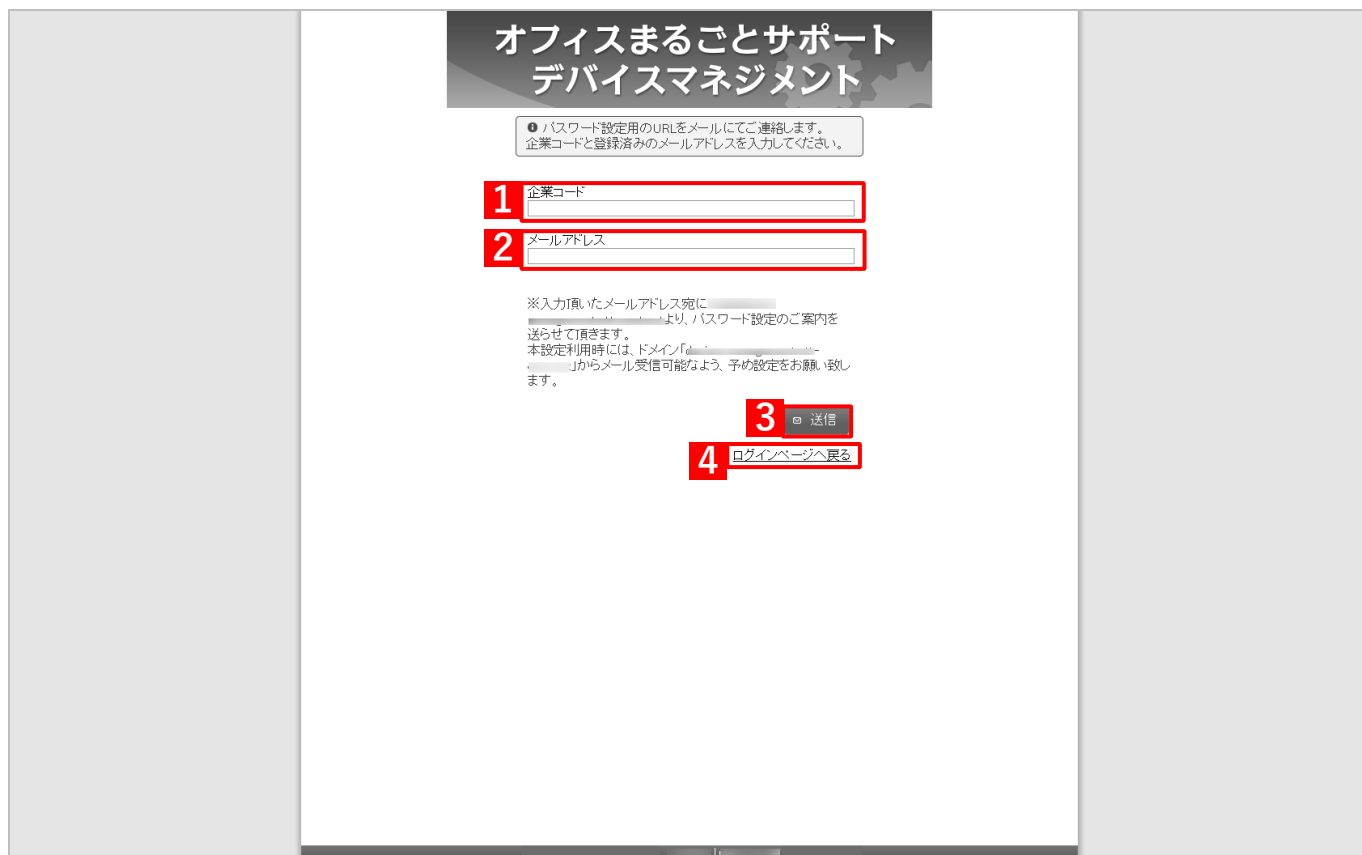 オフィスまるごとサポート
デバイスマネジメント
パスワード設定用のURLをメールにてご連絡します。
企業コードと登録済みのメールアドレスを入力してください。
1
企業コード
2
メールアドレス
※入力頂いたメールアドレス宛に
より、パスワード設定のご案内を
送らせて頂きます。
本設定利用時には、ドメイン「
」からメール受信可能なよう、予め設定をお願い致し
ます。
3
送信
4
ログインページへ戻る